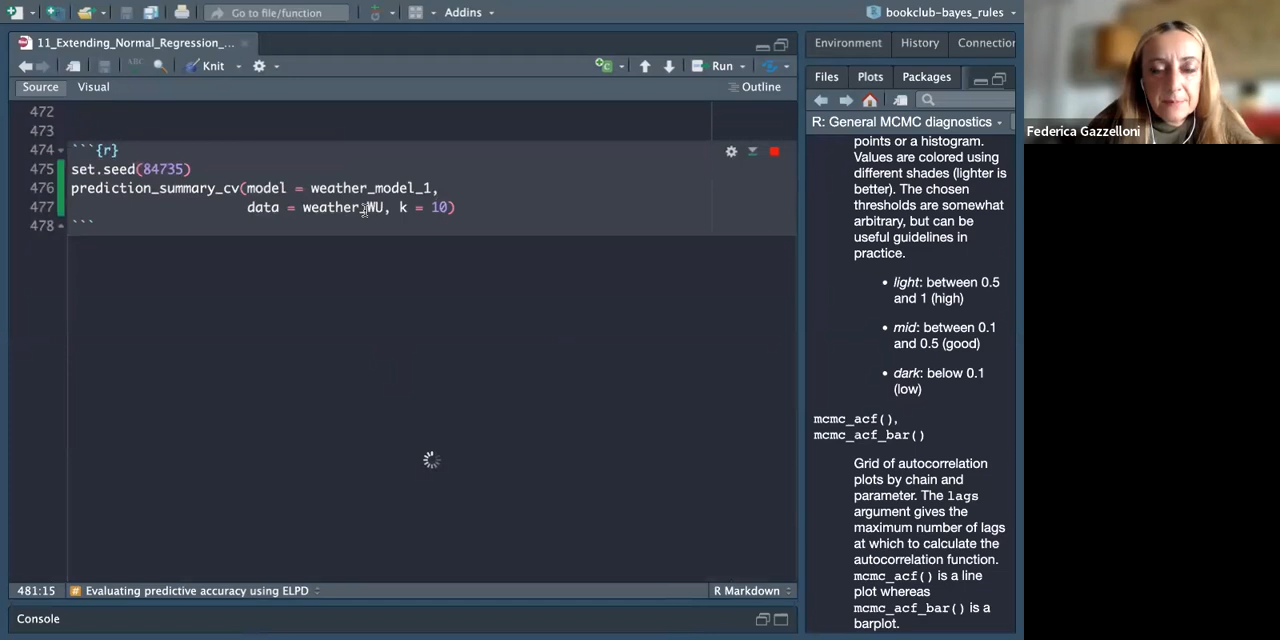 Go to file/function
Addins
bookclub-bayes_rules
11_Extending_Normal_Regression_...
Environment
History
Connection
ABC
Knit
Run
Files
Plots
Packages
Source
Visual
Outline
R: General MCMC diagnostics
472
473
474 ```{r}
475 set.seed(84735)
476 prediction_summary_cv(model = weather_model_1,
477 data = weather_WU, k = 10)
478 ```
points or a histogram.
Values are colored using
different shades (lighter is
better). The chosen
thresholds are somewhat
arbitrary, but can be
useful guidelines in
practice.
• light: between 0.5
and 1 (high)
• mid: between 0.1
and 0.5 (good)
• dark: below 0.1
(low)
mcmc_acf(),
mcmc_acf_bar()
Grid of autocorrelation
plots by chain and
parameter. The lags
argument gives the
maximum number of lags
at which to calculate the
autocorrelation function.
mcmc_acf() is a line
plot whereas
mcmc_acf_bar() is a
barplot.
481:15
# Evaluating predictive accuracy using ELPD
R Markdown
Console
Federica Gazzelloni